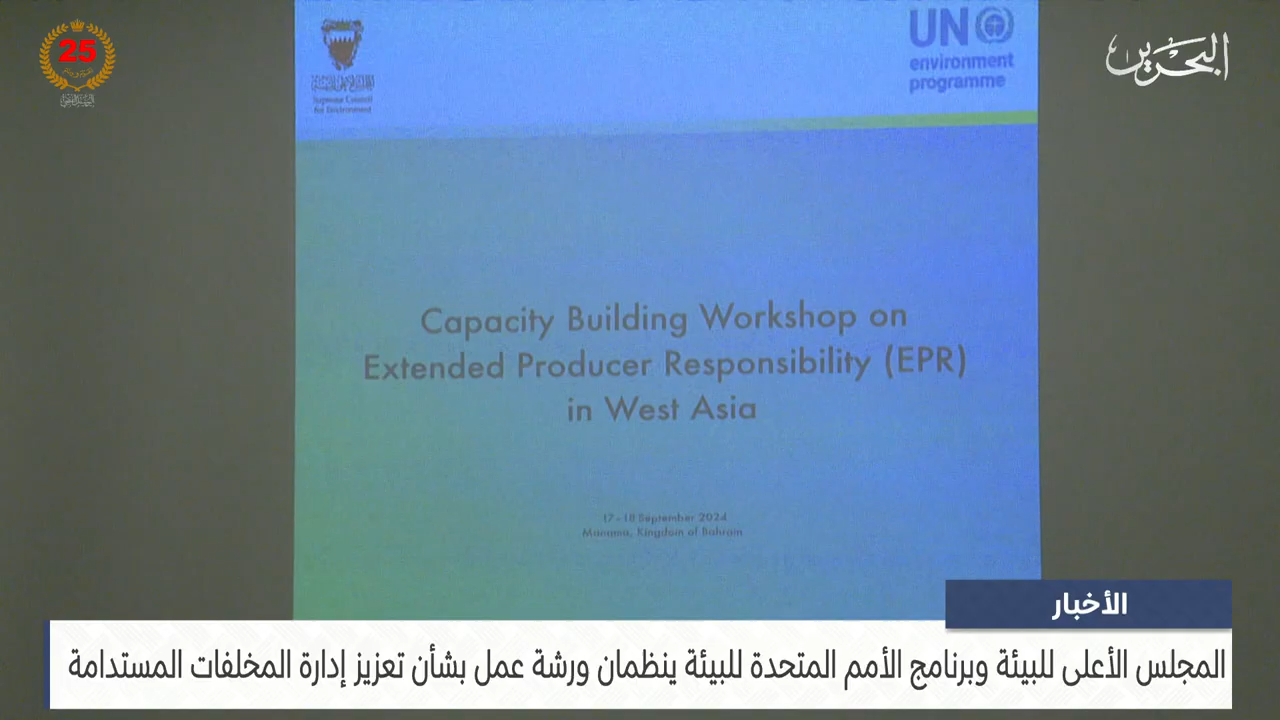 25
البحرين
UN
environment
programme
Supreme Council
for Environment
Capacity Building Workshop on
Extended Producer Responsibility (EPR)
in West Asia
17-18 September 2024
Manama, Kingdom of Bahrain
الأخبار
المجلس الأعلى للبيئة وبرنامج الأمم المتحدة للبيئة ينظمان ورشة عمل بشأن تعزيز إدارة المخلفات المستدامة